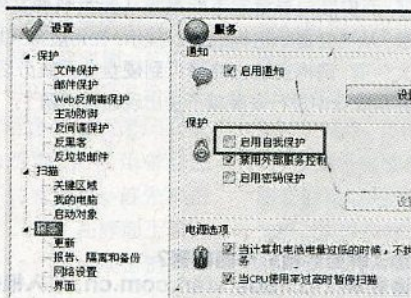 设置
保护
文件保护
邮件保护
Web反病毒保护
主动防御
反间谍保护
反黑客
反垃圾邮件
扫描
关键区域
我的电脑
启动对象
服务
更新
报告、隔离和备份
网络设置
界面
服务
通知
启用通知
保护
启用自我保护
禁用外部服务控制
启用密码保护
电源选项
当计算机电池电量过低的时候，不执
务
当CPU使用率过高时暂停扫描